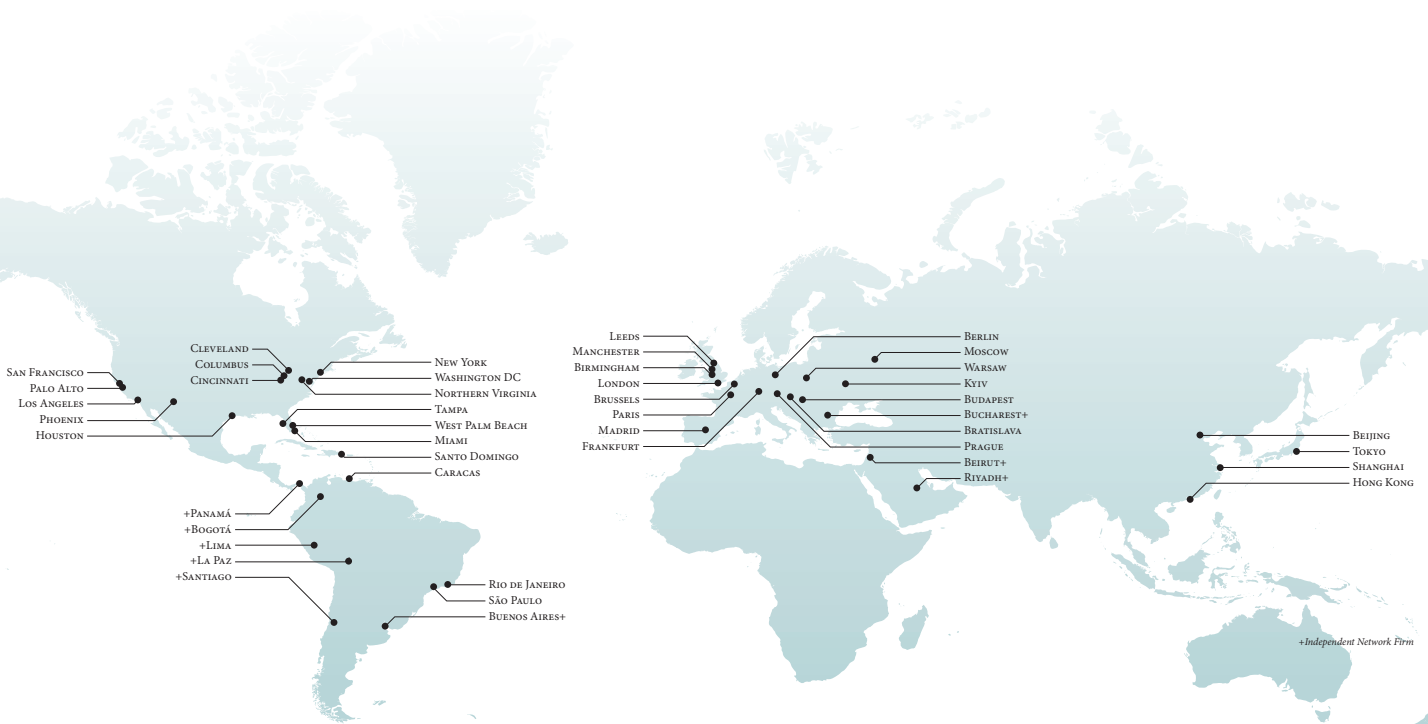 San Francisco
Palo Alto
Los Angeles
Phoenix
Houston
Cleveland
Columbus
Cincinnati
New York
Washington DC
Northern Virginia
Tampa
West Palm Beach
Miami
Santo Domingo
Caracas
+Panamá
+Bogotá
+Lima
+La Paz
+Santiago
Rio de Janeiro
São Paulo
Buenos Aires+
Leeds
Manchester
Birmingham
London
Brussels
Paris
Madrid
Frankfurt
Berlin
Moscow
Warsaw
Kyiv
Budapest
Bucharest+
Bratislava
Prague
Beirut+
Riyadh+
Beijing
Tokyo
Shanghai
Hong Kong
+Independent Network Firm